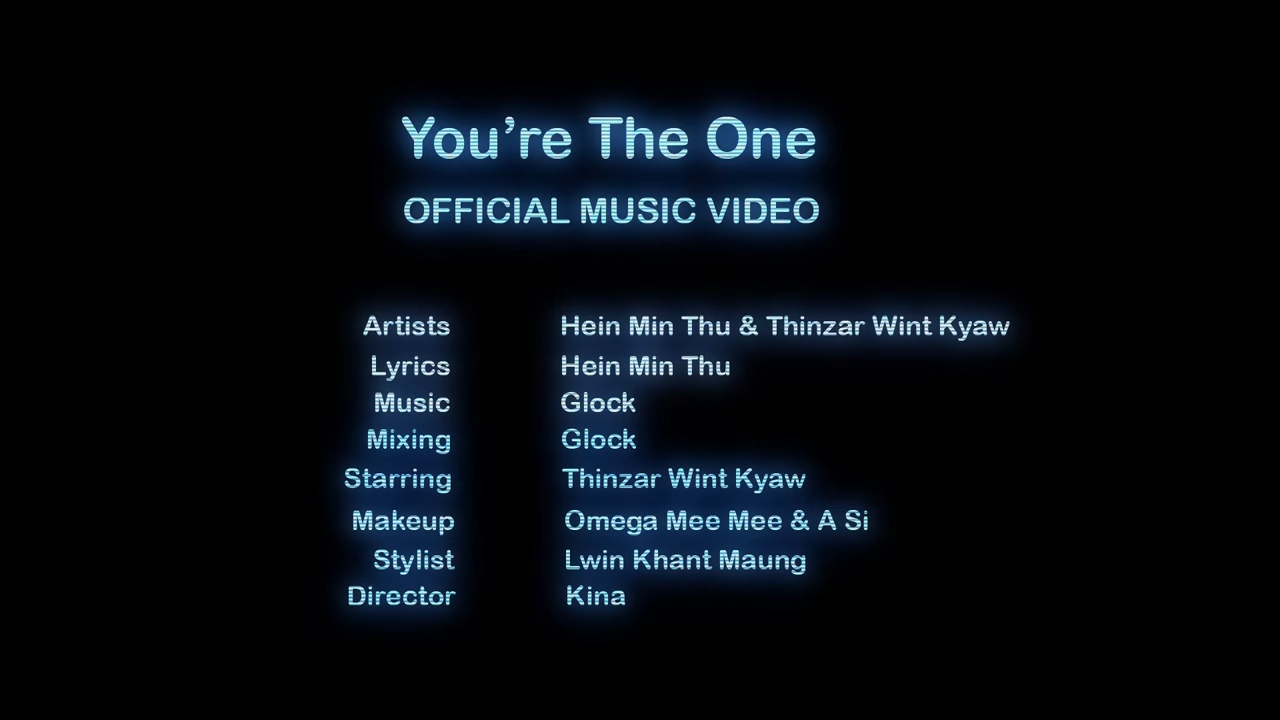 You're The One
OFFICIAL MUSIC VIDEO
Artists Hein Min Thu & Thinzar Wint Kyaw
Lyrics Hein Min Thu
Music Glock
Mixing Glock
Starring Thinzar Wint Kyaw
Makeup Omega Mee Mee & A Si
Stylist Lwin Khant Maung
Director Kina